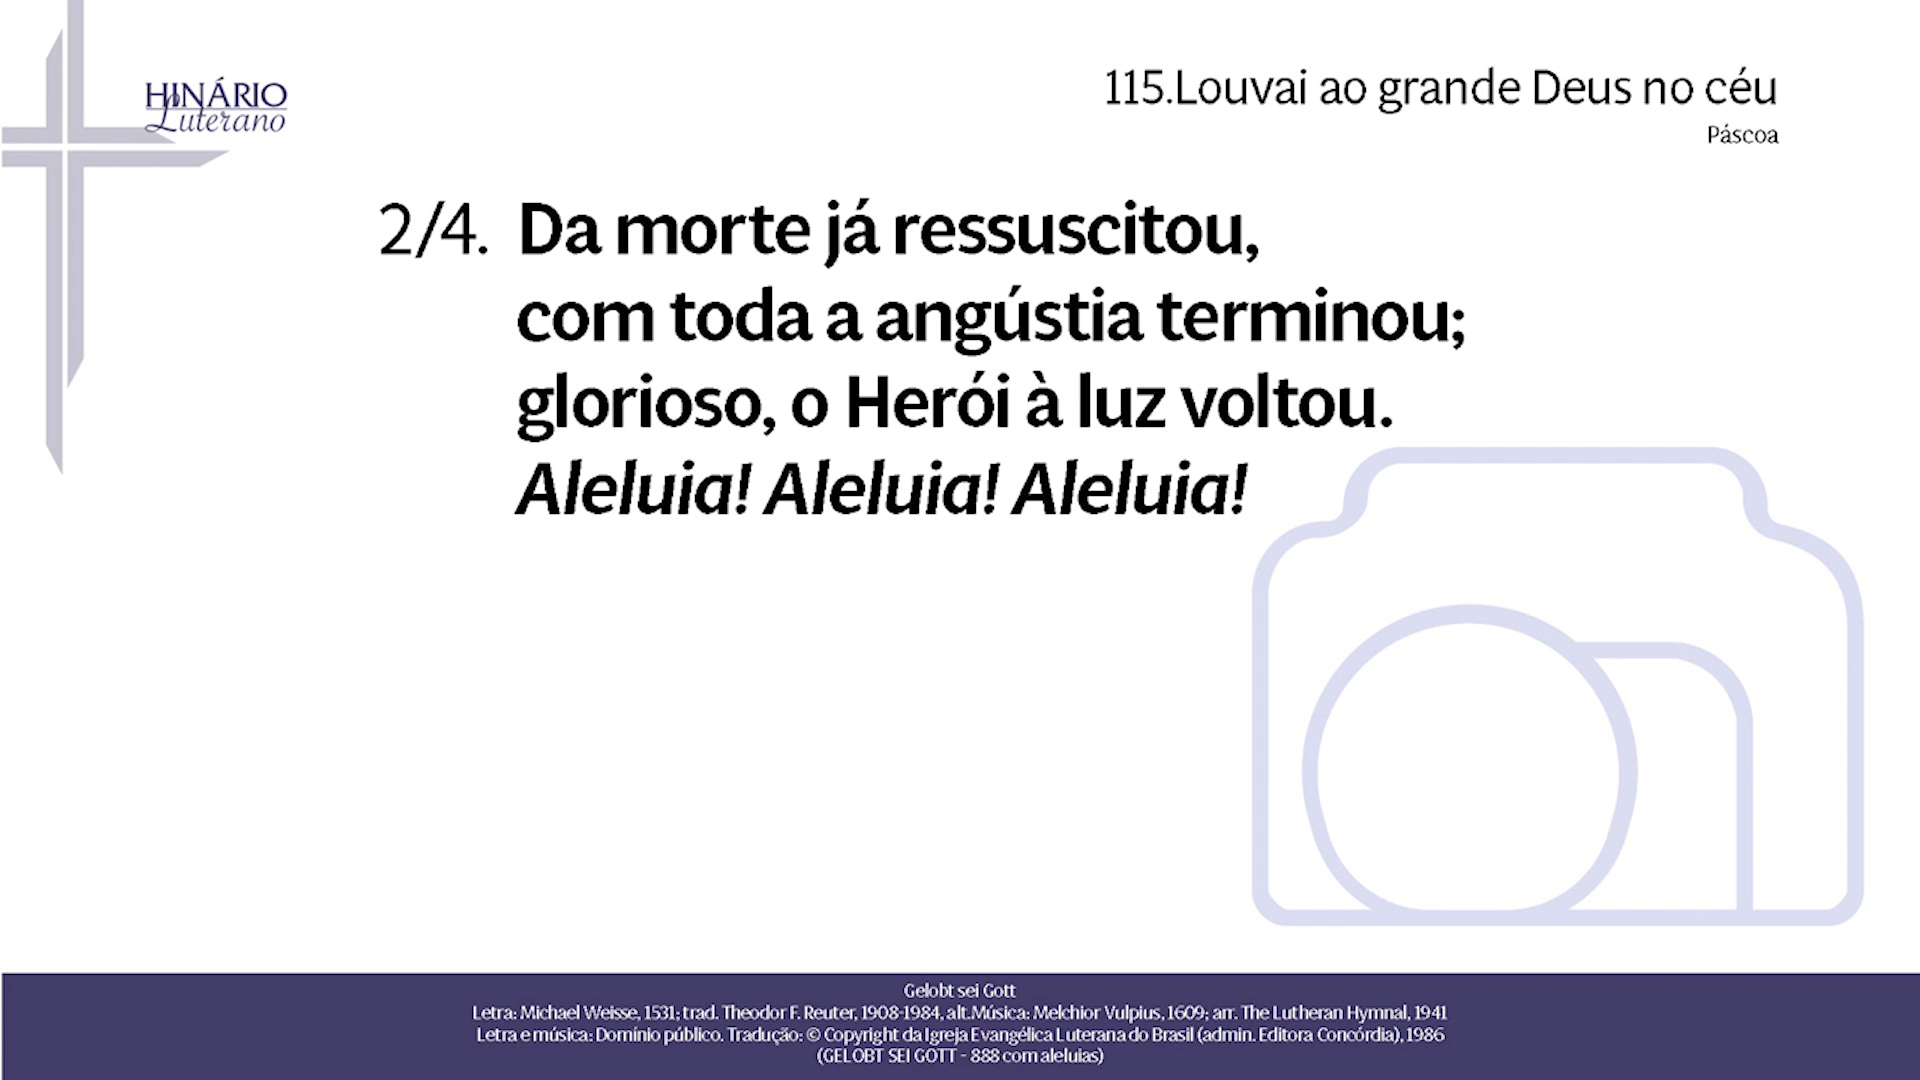 HINÁRIO
Luterano
115.Louvai ao grande Deus no céu
Páscoa
2/4. Da morte já ressuscitou,
com toda a angústia terminou;
glorioso, o Herói à luz voltou.
Aleluia! Aleluia! Aleluia!
Gelobt sei Gott
Letra: Michael Weisse, 1531; trad. Theodor F. Reuter, 1908-1984, alt.Música: Melchior Vulpius, 1609; arr. The Lutheran Hymnal, 1941
Letra e música: Domínio público. Tradução: © Copyright da Igreja Evangélica Luterana do Brasil (admin. Editora Concórdia), 1986
(GELOBT SEI GOTT - 888 com aleluias)